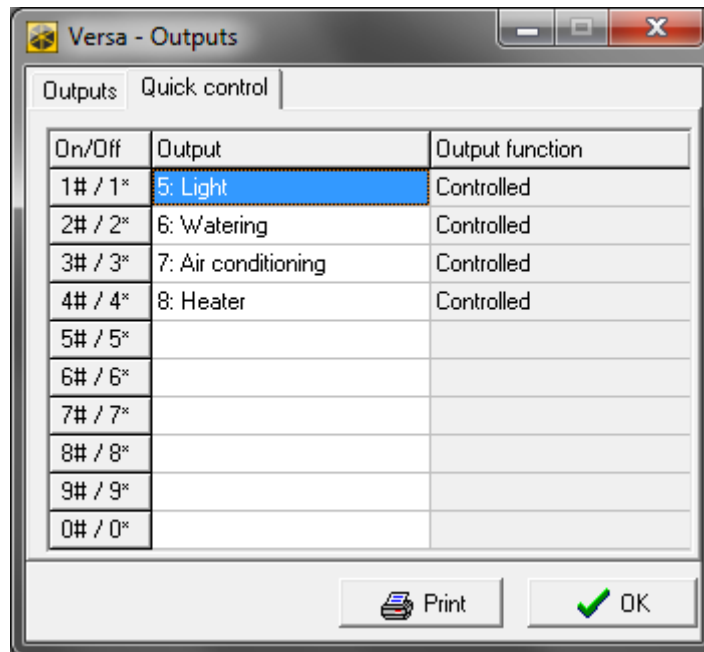 Versa - Outputs
Outputs Quick control
On/Off Output Output function
1# / 1* 5: Light Controlled
2# / 2* 6: Watering Controlled
3# / 3* 7: Air conditioning Controlled
4# / 4* 8: Heater Controlled
5# / 5*
6# / 6*
7# / 7*
8# / 8*
9# / 9*
0# / 0*
Print OK